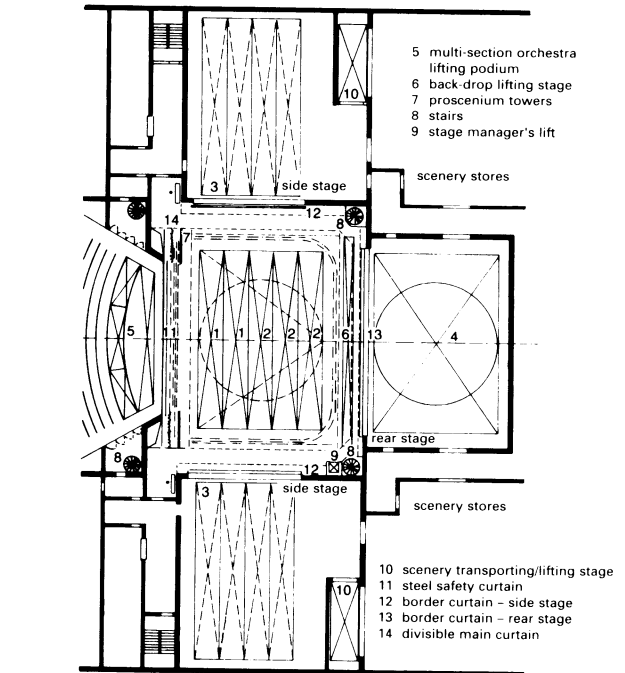 10
5 multi-section orchestra
lifting podium
6 back-drop lifting stage
7 proscenium towers
8 stairs
9 stage manager's lift
scenery stores
3
side stage
12
14
8
7
5
11
1
1
2
2
2
6
13
4
rear stage
8
9
8
12
3
side stage
scenery stores
10
10 scenery transporting/lifting stage
11 steel safety curtain
12 border curtain – side stage
13 border curtain – rear stage
14 divisible main curtain